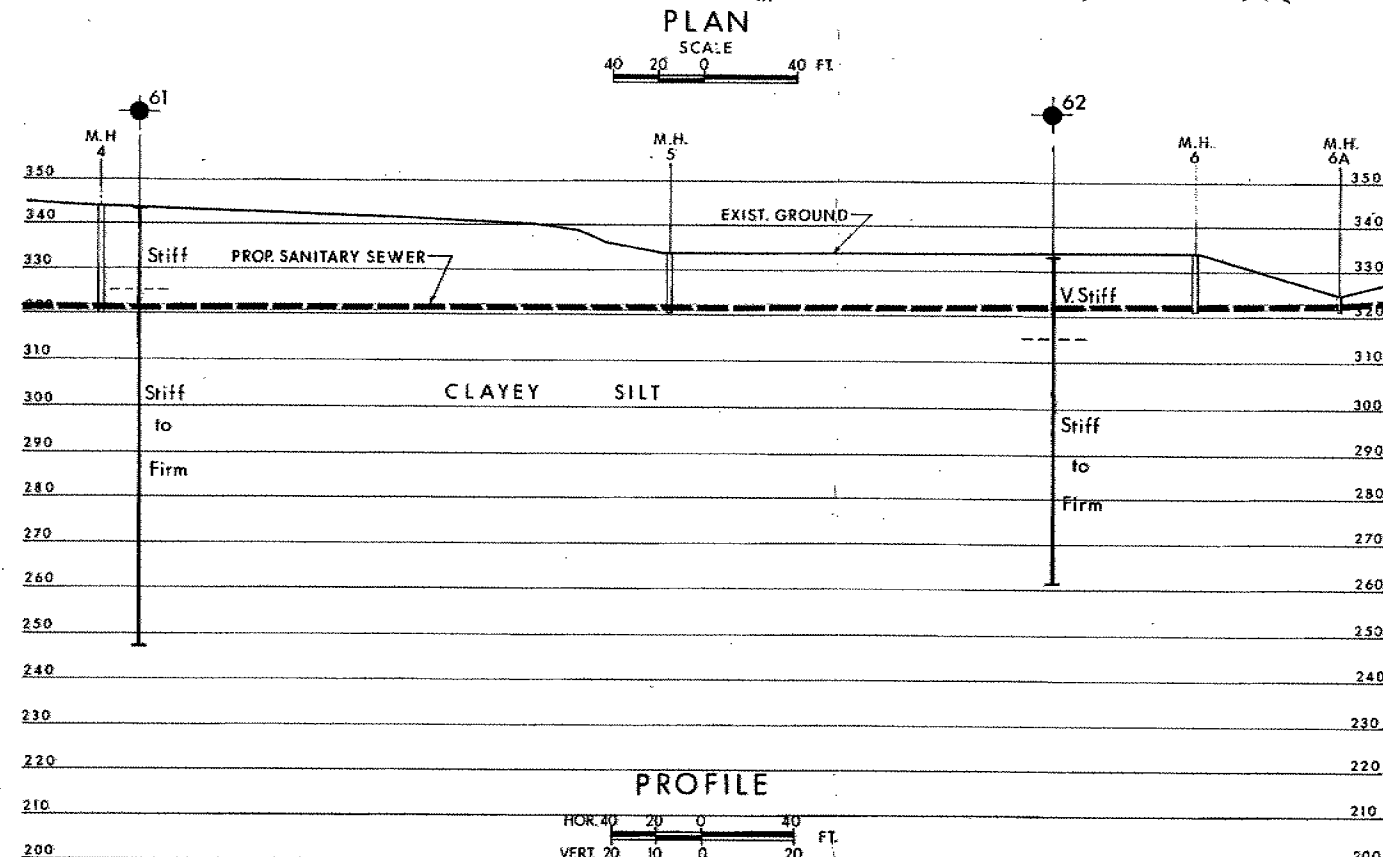 PLAN
SCALE
40 20 0 40 FT.
61
62
M.H
4
M.H.
5
M.H.
6
M.H.
6A
350 350
340 340
EXIST. GROUND
Stiff PROP. SANITARY SEWER
330 330
V.Stiff
320 320
310 310
Stiff CLAYEY SILT
300 300
to Stiff
290 290
Firm to
280 280
Firm
270 270
260 260
250 250
240 240
230 230
220 220
PROFILE
210 210
HOR. 40 20 0 40
FT.
VERT. 20 10 0 20
200 200